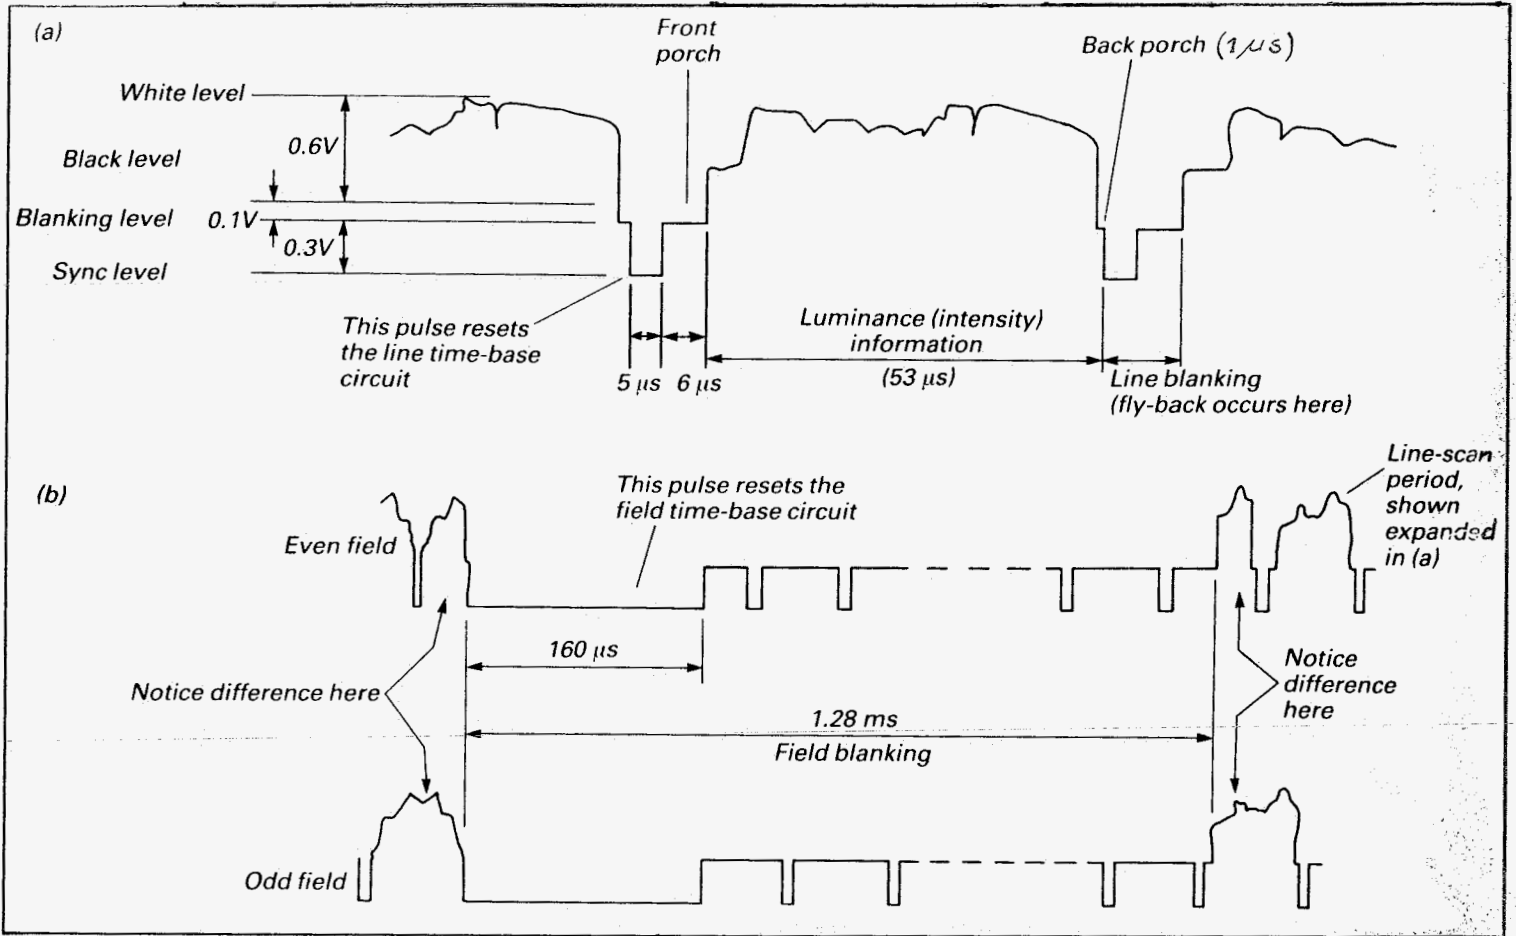 (a)
Front
porch
Back porch (1μs)
White level
0.6V
Black level
Blanking level
0.1V
0.3V
Sync level
This pulse resets
the line time-base
circuit
5 μs
6 μs
Luminance (intensity)
information
(53 μs)
Line blanking
(fly-back occurs here)
(b)
This pulse resets the
field time-base circuit
Line-scan
period,
shown
expanded
in (a)
Even field
160 μs
Notice difference here
Notice
difference
here
1.28 ms
Field blanking
Odd field